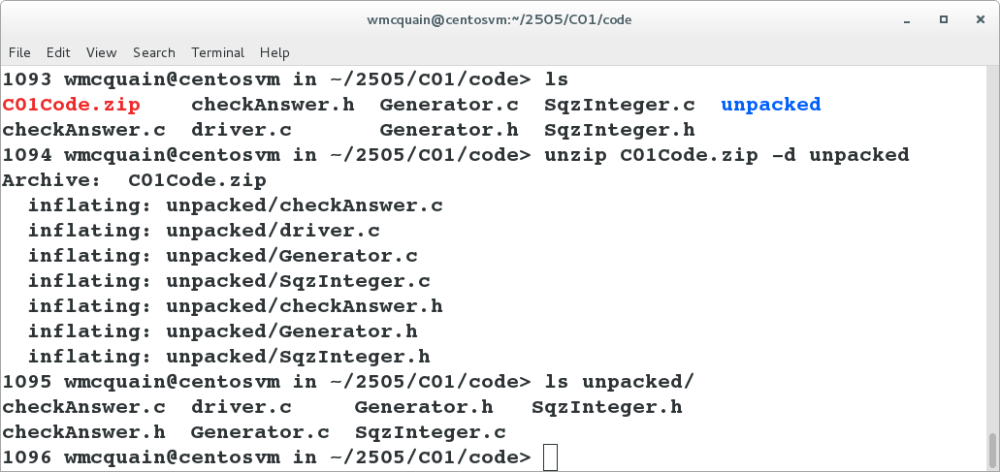 wmcquain@centosvm:~/2505/C01/code
File Edit View Search Terminal Help
1093 wmcquain@centosvm in ~/2505/C01/code> ls
C01Code.zip checkAnswer.h Generator.c SqzInteger.c unpacked
checkAnswer.c driver.c Generator.h SqzInteger.h
1094 wmcquain@centosvm in ~/2505/C01/code> unzip C01Code.zip -d unpacked
Archive: C01Code.zip
inflating: unpacked/checkAnswer.c
inflating: unpacked/driver.c
inflating: unpacked/Generator.c
inflating: unpacked/SqzInteger.c
inflating: unpacked/checkAnswer.h
inflating: unpacked/Generator.h
inflating: unpacked/SqzInteger.h
1095 wmcquain@centosvm in ~/2505/C01/code> ls unpacked/
checkAnswer.c driver.c Generator.h SqzInteger.h
checkAnswer.h Generator.c SqzInteger.c
1096 wmcquain@centosvm in ~/2505/C01/code>